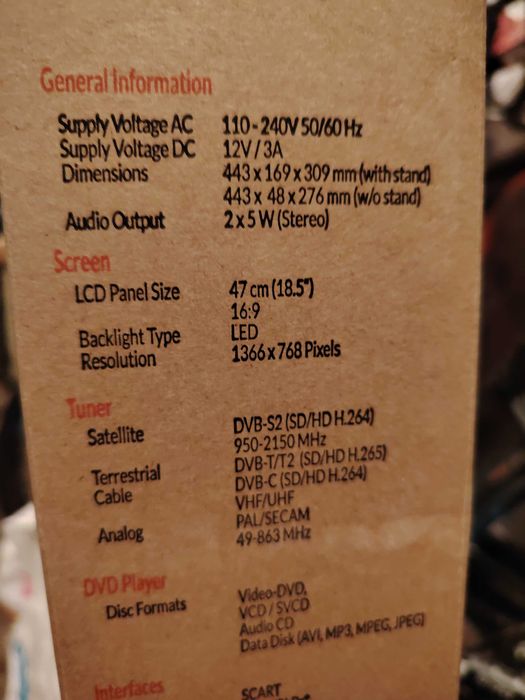 General Information
Supply Voltage AC 110 - 240V 50/60 Hz
Supply Voltage DC 12V / 3A
Dimensions 443 x 169 x 309 mm (with stand)
443 x 48 x 276 mm (w/o stand)
Audio Output 2 x 5 W (Stereo)
Screen
LCD Panel Size 47 cm (18.5")
16:9
Backlight Type LED
Resolution 1366 x 768 Pixels
Tuner
Satellite DVB-S2 (SD/HD H.264)
950-2150 MHz
Terrestrial DVB-T/T2 (SD/HD H.265)
Cable DVB-C (SD/HD H.264)
VHF/UHF
Analog PAL/SECAM
49-863 MHz
DVD Player
Disc Formats Video-DVD,
VCD / SVCD
Audio CD
Data Disk (AVI, MP3, MPEG, JPEG)
Interfaces SCART